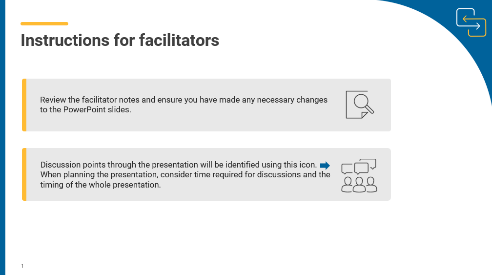 Instructions for facilitators
Review the facilitator notes and ensure you have made any necessary changes
to the PowerPoint slides.
Discussion points through the presentation will be identified using this icon.
When planning the presentation, consider time required for discussions and the
timing of the whole presentation.
1